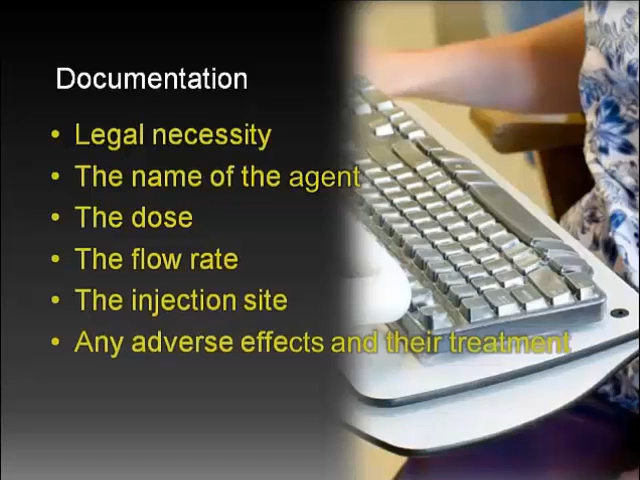 Documentation
• Legal necessity
• The name of the agent
• The dose
• The flow rate
• The injection site
• Any adverse effects and their treatment